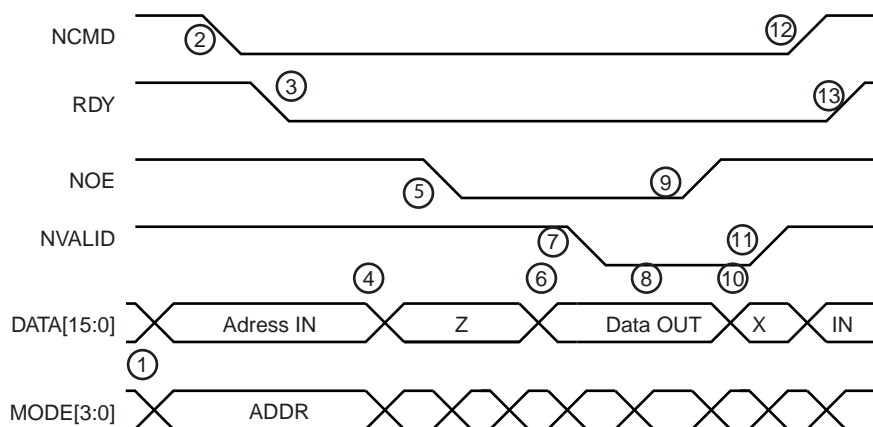 NCMD ② ⑫
RDY ③ ⑬
NOE ⑤ ⑨
NVALID ⑦ ⑪
④ ⑥ ⑧ ⑩
DATA[15:0] Adress IN Z Data OUT X IN
①
MODE[3:0] ADDR